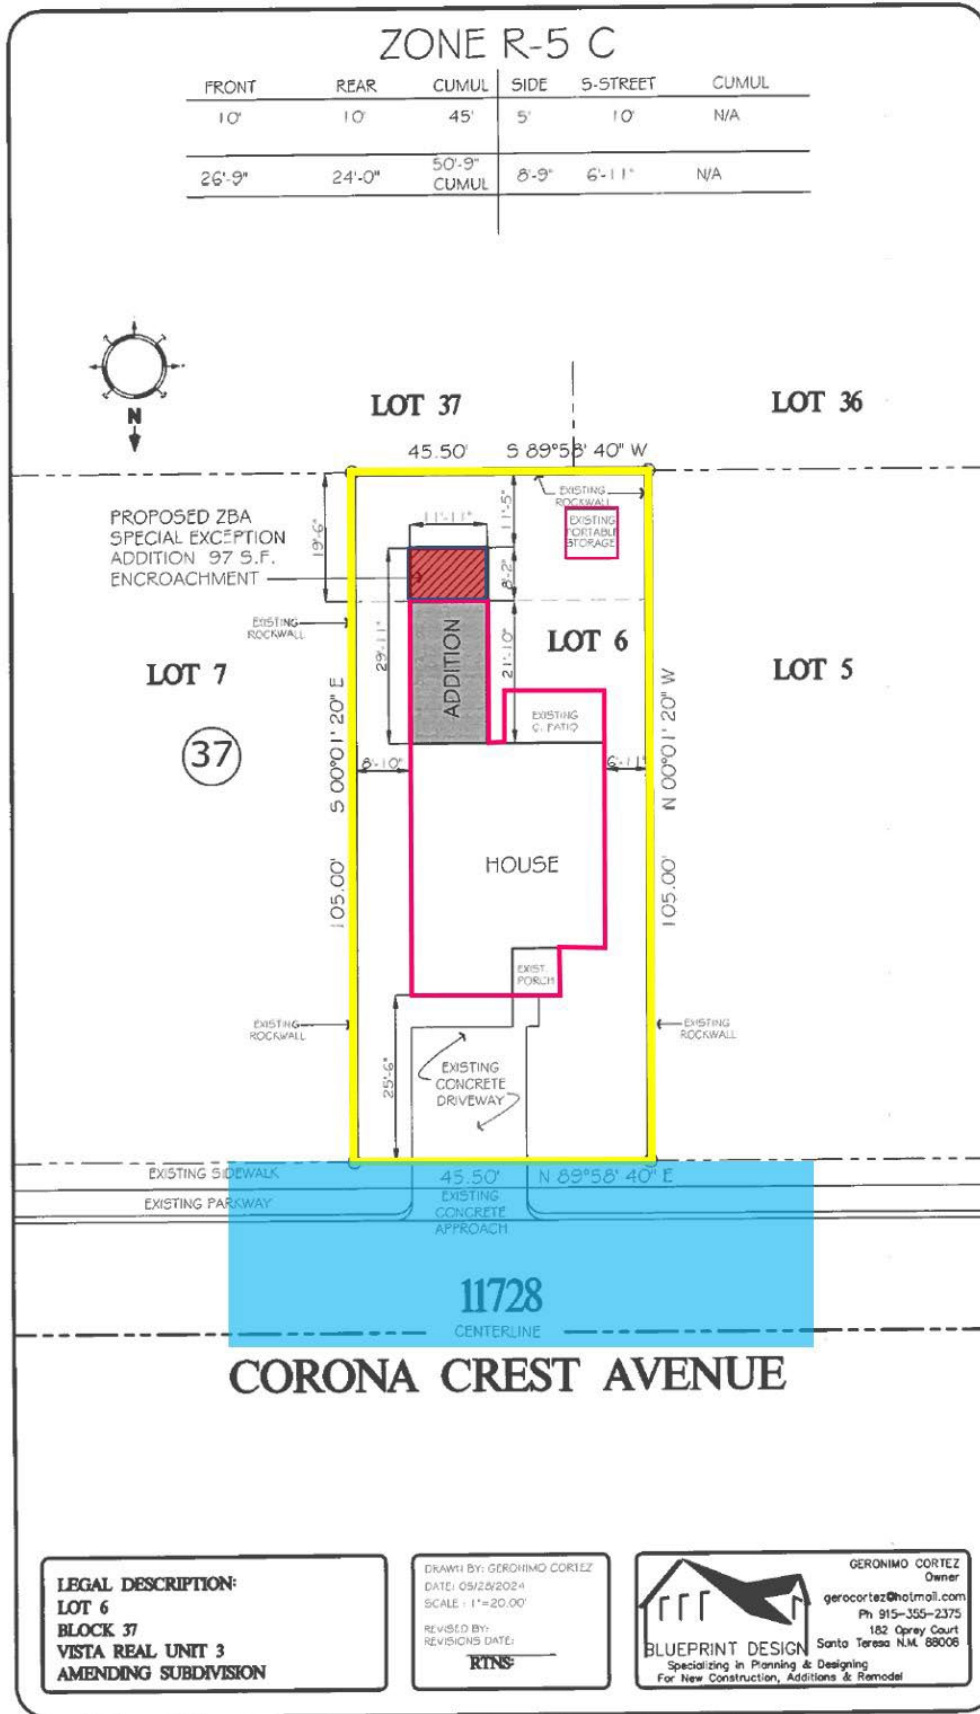 ZONE R-5 C
FRONT REAR CUMUL SIDE S-STREET CUMUL
10' 10' 45' 5' 10' N/A
26'-9" 24'-0" 50'-9" CUMUL 8'-9" 6'-11" N/A
N
LOT 37
LOT 36
45.50' S 89°58' 40" W
EXISTING
ROCKWALL
EXISTING
PORTABLE
STORAGE
11'-11"
11'-5"
19'-6"
8'-2"
PROPOSED ZBA
SPECIAL EXCEPTION
ADDITION 97 S.F.
ENCROACHMENT
EXISTING
ROCKWALL
29'-11"
ADDITION
21'-10"
LOT 6
LOT 7
LOT 5
EXISTING
C. PATIO
37
8'-10"
6'-11"
S 00°01' 20" E
N 00°01' 20" W
HOUSE
105.00'
105.00'
EXIST.
PORCH
EXISTING
ROCKWALL
EXISTING
ROCKWALL
25'-6"
EXISTING
CONCRETE
DRIVEWAY
EXISTING SIDEWALK
45.50' N 89°58' 40" E
EXISTING PARKWAY
EXISTING
CONCRETE
APPROACH
11728
CENTERLINE
CORONA CREST AVENUE
LEGAL DESCRIPTION:
LOT 6
BLOCK 37
VISTA REAL UNIT 3
AMENDING SUBDIVISION
DRAWN BY: GERONIMO CORTEZ
DATE: 05/28/2024
SCALE : 1"=20.00'
REVISED BY:
REVISIONS DATE:
RTNS:
GERONIMO CORTEZ
Owner
gerocortez@hotmail.com
Ph 915-355-2375
182 Oprey Court
Santa Teresa N.M. 88008
BLUEPRINT DESIGN
Specializing in Planning & Designing
For New Construction, Additions & Remodel